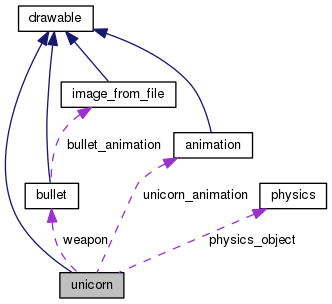 drawable
image_from_file
bullet_animation
animation
bullet
unicorn_animation
physics
weapon
physics_object
unicorn